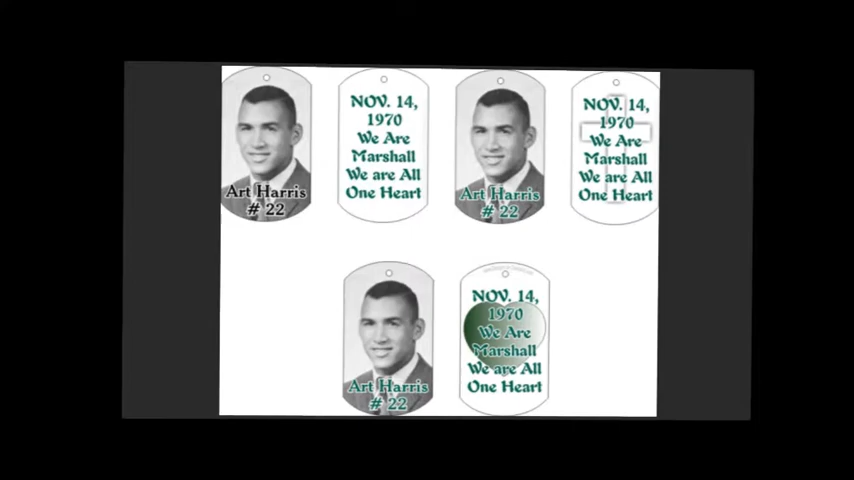 Art Harris
# 22
NOV. 14,
1970
We Are
Marshall
We are All
One Heart
Art Harris
# 22
NOV. 14,
1970
We Are
Marshall
We are All
One Heart
Art Harris
# 22
NOV. 14,
1970
We Are
Marshall
We are All
One Heart